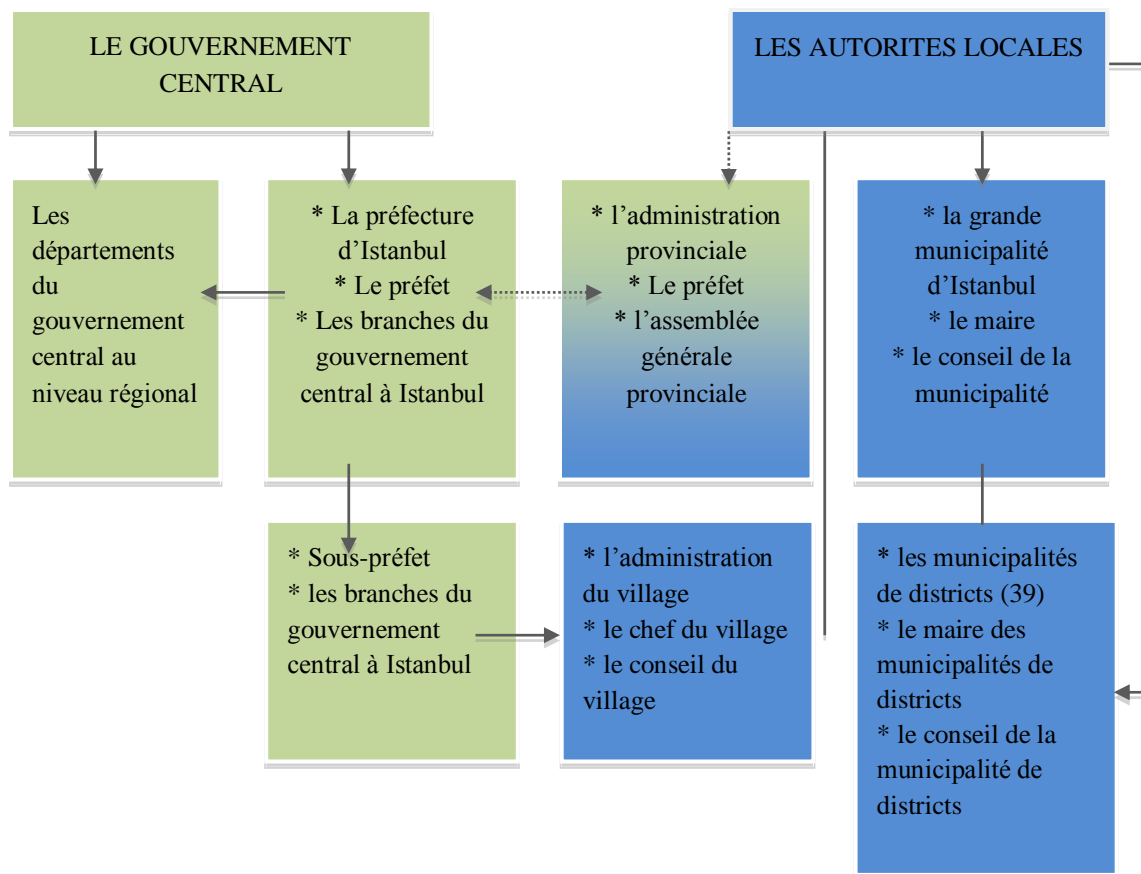 LE GOUVERNEMENT
CENTRAL
LES AUTORITES LOCALES
Les
départements
du
gouvernement
central au
niveau régional
* La préfecture
d’Istanbul
* Le préfet
* Les branches du
gouvernement
central à Istanbul
* l’administration
provinciale
* Le préfet
* l’assemblée
générale
provinciale
* la grande
municipalité
d’Istanbul
* le maire
* le conseil de la
municipalité
* Sous-préfet
* les branches du
gouvernement
central à Istanbul
* l’administration
du village
* le chef du village
* le conseil du
village
* les municipalités
de districts (39)
* le maire des
municipalités de
districts
* le conseil de la
municipalité de
districts